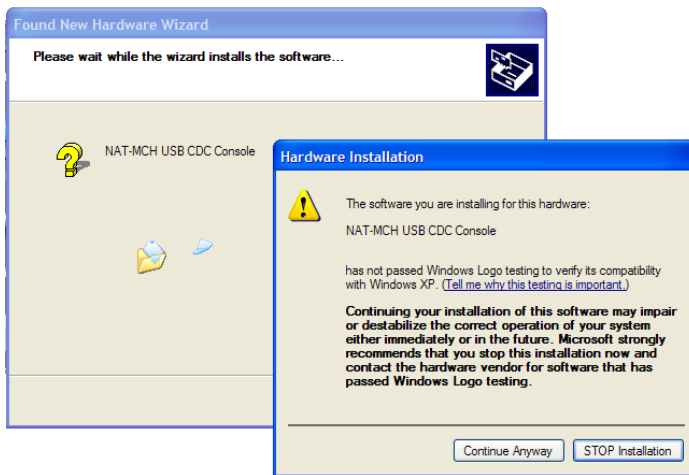 Found New Hardware Wizard
Please wait while the wizard installs the software...
NAT-MCH USB CDC Console
Hardware Installation
The software you are installing for this hardware:
NAT-MCH USB CDC Console
has not passed Windows Logo testing to verify its compatibility
with Windows XP. (Tell me why this testing is important.)
Continuing your installation of this software may impair
or destabilize the correct operation of your system
either immediately or in the future. Microsoft strongly
recommends that you stop this installation now and
contact the hardware vendor for software that has
passed Windows Logo testing.
Continue Anyway
STOP Installation